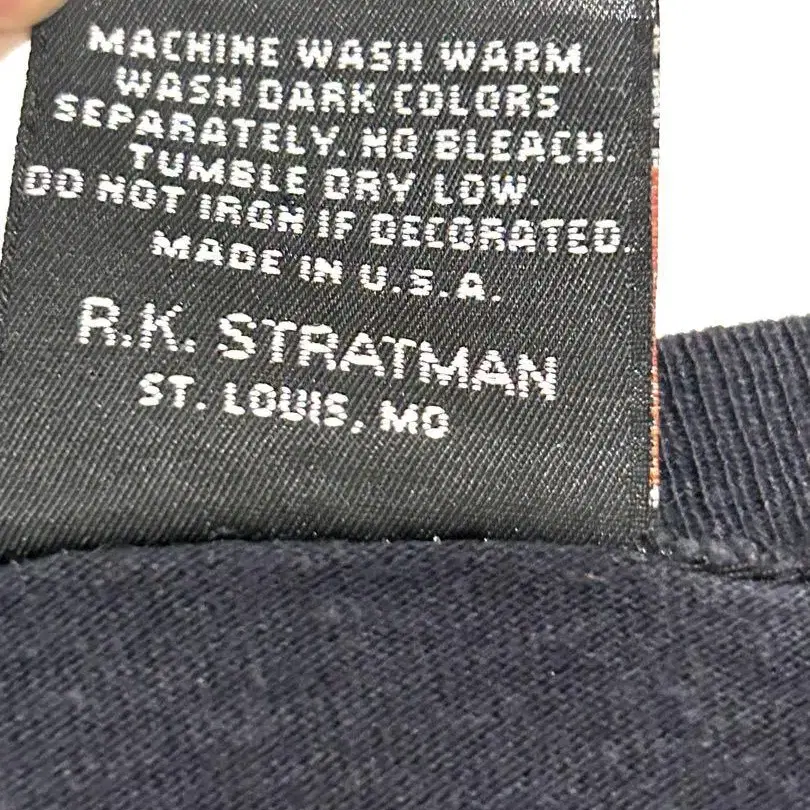 MACHINE WASH WARM.
WASH DARK COLORS
SEPARATELY. NO BLEACH.
TUMBLE DRY LOW.
DO NOT IRON IF DECORATED.
MADE IN U.S.A.
R.K. STRATMAN
ST. LOUIS, MO